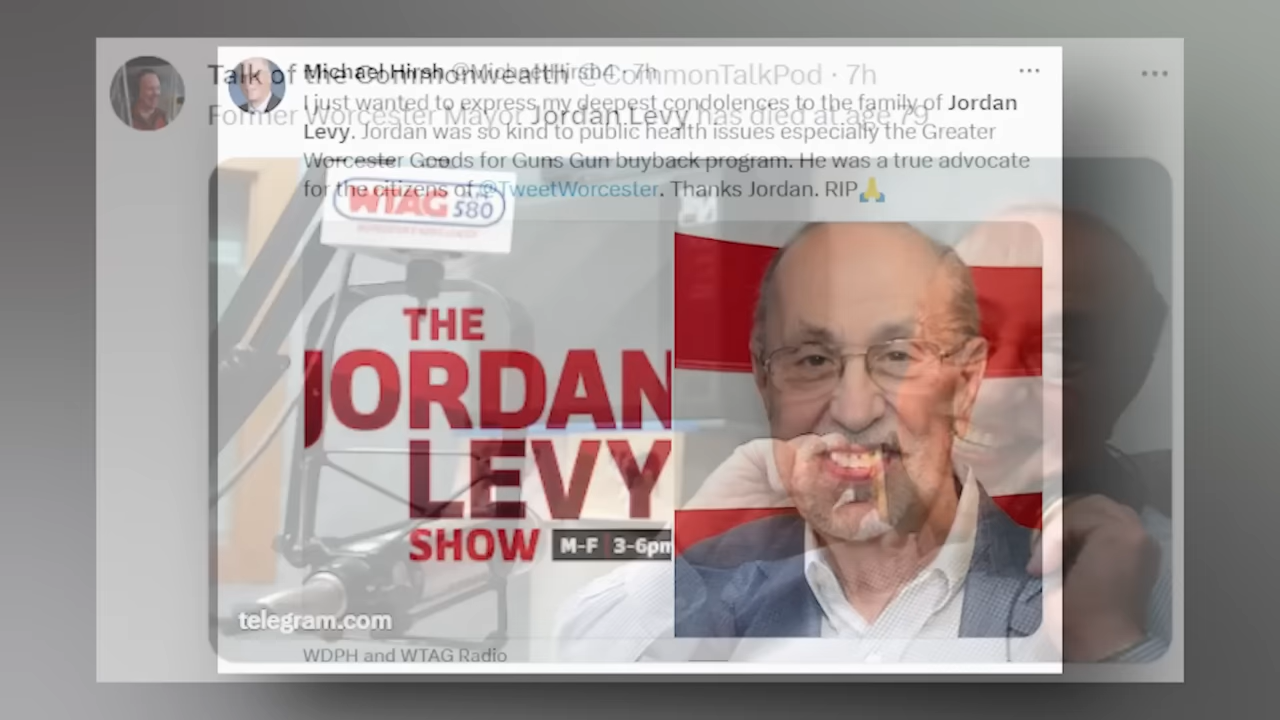 Talk of the Commonwealth @CommonTalkPod · 7h
Former Worcester Mayor Jordan Levy has died at age 79
Michael Hirsh @MichaelHirsh4 · 7h
I just wanted to express my deepest condolences to the family of Jordan
Levy. Jordan was so kind to public health issues especially the Greater
Worcester Goods for Guns Gun buyback program. He was a true advocate
for the citizens of @TweetWorcester. Thanks Jordan. RIP🙏
WTAG
580
THE
JORDAN
LEVY
SHOW M-F 3-6pm
telegram.com
WDPH and WTAG Radio